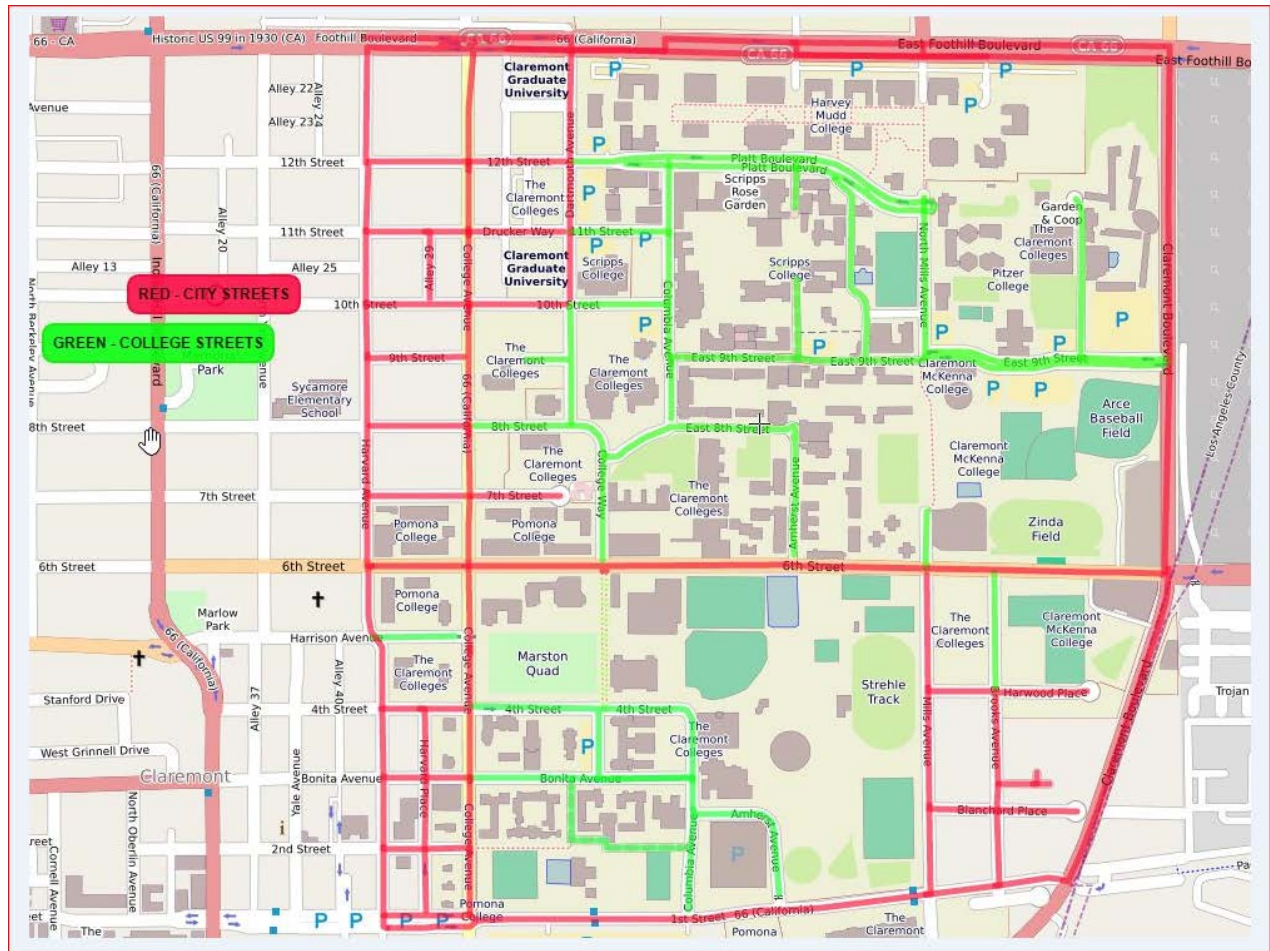 66 - CA
Historic US 99 in 1930 (CA)
Foothill Boulevard
CA 66
66 (California)
CA 66
East Foothill Boulevard
CA 66
East Foothill Bo
Claremont
Graduate
University
Alley 22
Alley 24
Avenue
Alley 23
Harvey
Mudd
College
P
P
P
P
P
12th Street
12th Street
Dartmouth Avenue
Platt Boulevard
Platt Boulevard
66 (California)
The
Claremont
Colleges
P
Scripps
Rose
Garden
Alley 20
Garden
& Coop
The
Claremont
Colleges
11th Street
Drucker Way
11th Street
P
P
College Avenue
North Mills Avenue
Claremont Boulevard
Alley 13
Alley 25
Alley 29
Claremont
Graduate
University
Scripps
College
Scripps
College
Pitzer
College
RED - CITY STREETS
10th Street
10th Street
Columbia Avenue
P
P
P
P
North Berkeley Avenue
GREEN - COLLEGE STREETS
Park
9th Street
The
Claremont
Colleges
The
Claremont
Colleges
East 9th Street
East 9th Street
East 9th Street
Claremont
McKenna
College
P
P
Sycamore
Elementary
School
66 (California)
Los Angeles County
Arce
Baseball
Field
8th Street
8th Street
East 8th Street
Harvard Avenue
The
Claremont
Colleges
College Way
Claremont
McKenna
College
7th Street
7th Street
The
Claremont
Colleges
Amherst Avenue
Pomona
College
Pomona
College
Zinda
Field
6th Street
6th Street
6th Street
Pomona
College
Marlow
Park
The
Claremont
Colleges
Claremont
McKenna
College
Harrison Avenue
College Avenue
66 (California)
The
Claremont
Colleges
Marston
Quad
Strehle
Track
Stanford Drive
Alley 37
Alley 40
4th Street
4th Street
4th Street
Harwood Place
Trojan
Mills Avenue
Brooks Avenue
Claremont Boulevard
The
Claremont
Colleges
West Grinnell Drive
Yale Avenue
Harvard Place
P
Claremont
Bonita Avenue
Bonita Avenue
North Oberlin Avenue
College Avenue
Amherst Avenue
Blanchard Place
reet
Cornell Avenue
2nd Street
Columbia Avenue
P
Pa
et
The
P
P
P
P
Pomona
College
1st Street
66 (California)
Pomona
The
Claremont